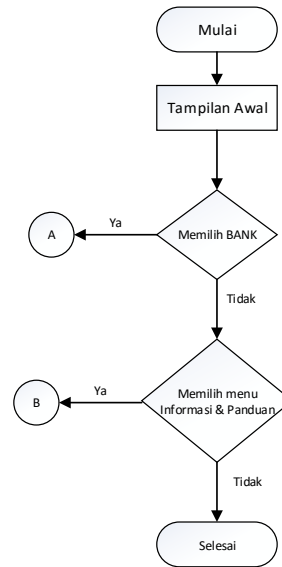 Mulai
Tampilan Awal
Memilih BANK
Ya
A
Tidak
Memilih menu
Informasi & Panduan
Ya
B
Tidak
Selesai